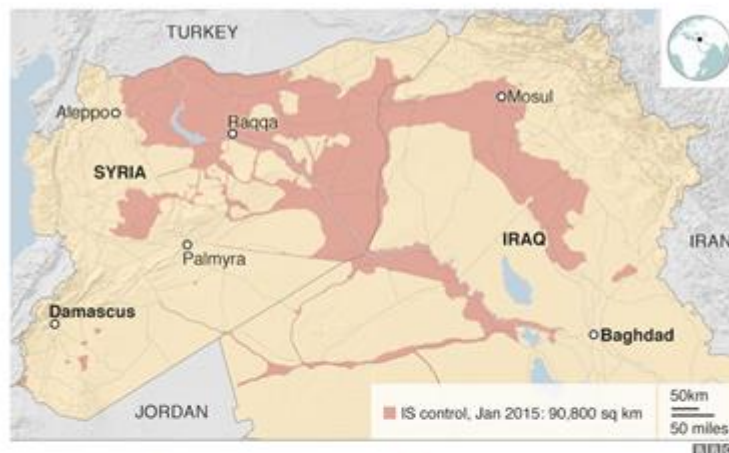 TURKEY
Aleppo
Raqqa
Mosul
SYRIA
IRAQ
IRAN
Palmyra
Damascus
Baghdad
JORDAN
IS control, Jan 2015: 90,800 sq km
50km
50 miles
BBC